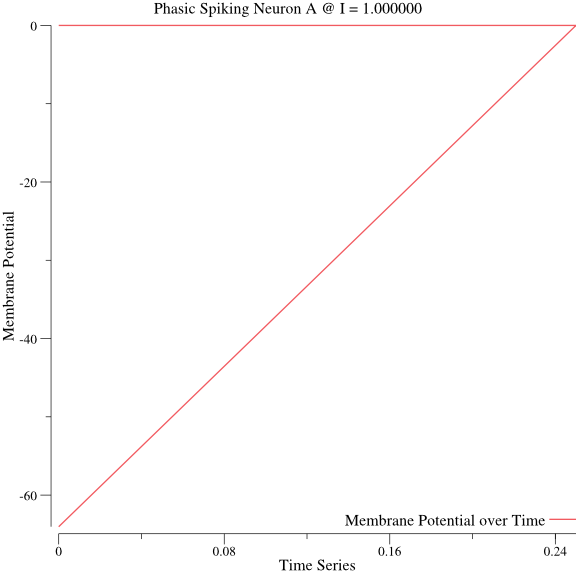 Phasic Spiking Neuron A @ I = 1.000000
0
-20
-40
-60
Membrane Potential
Membrane Potential over Time
0
0.08
0.16
0.24
Time Series